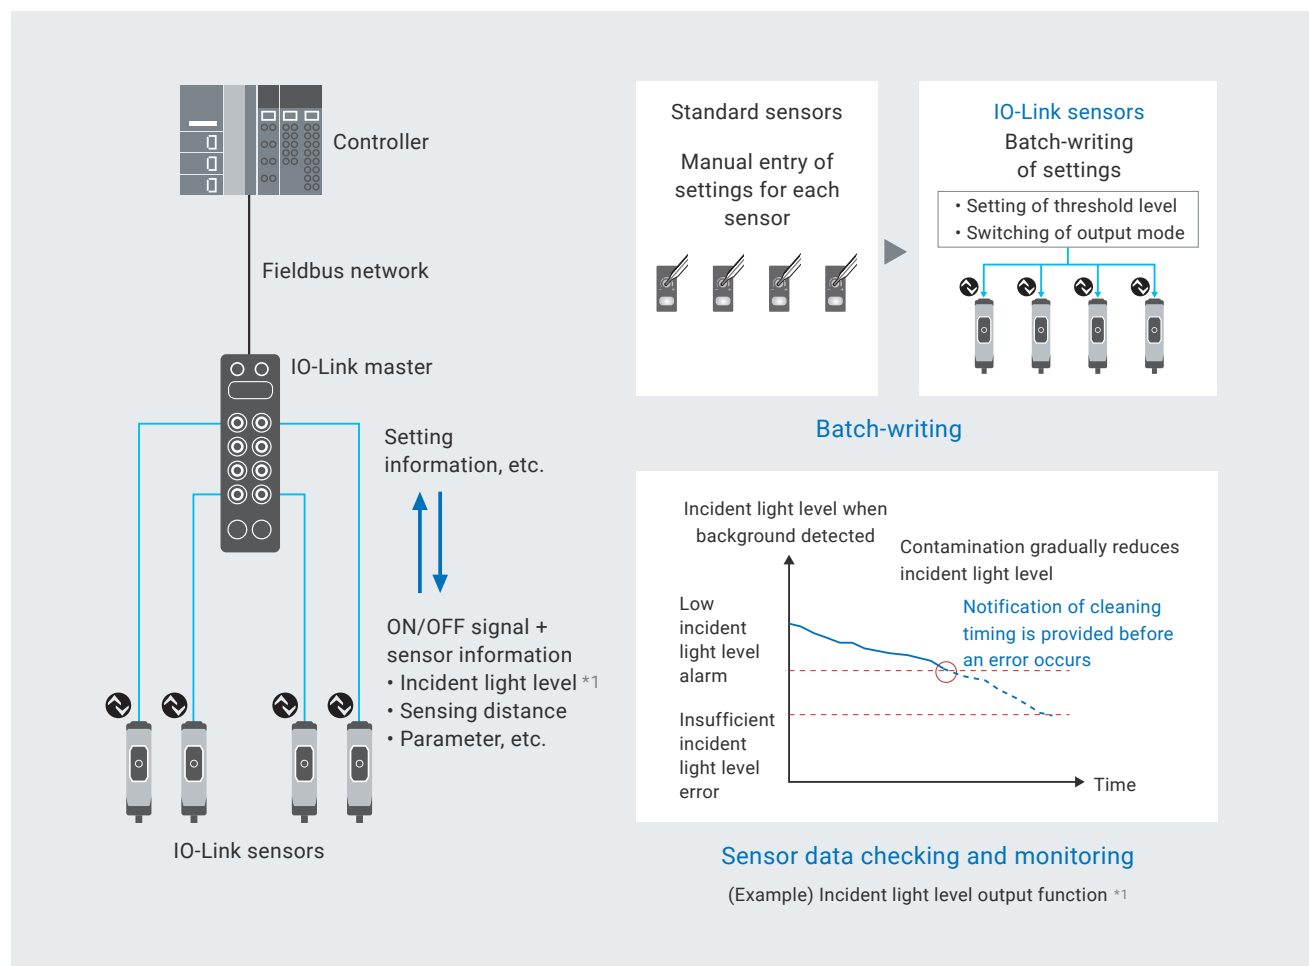 Controller
Fieldbus network
IO-Link master
Setting
information, etc.
ON/OFF signal +
sensor information
• Incident light level *1
• Sensing distance
• Parameter, etc.
IO-Link sensors
Standard sensors
Manual entry of
settings for each
sensor
IO-Link sensors
Batch-writing
of settings
• Setting of threshold level
• Switching of output mode
Batch-writing
Incident light level when
background detected
Contamination gradually reduces
incident light level
Notification of cleaning
timing is provided before
an error occurs
Low
incident
light level
alarm
Insufficient
incident
light level
error
Time
Sensor data checking and monitoring
(Example) Incident light level output function *1